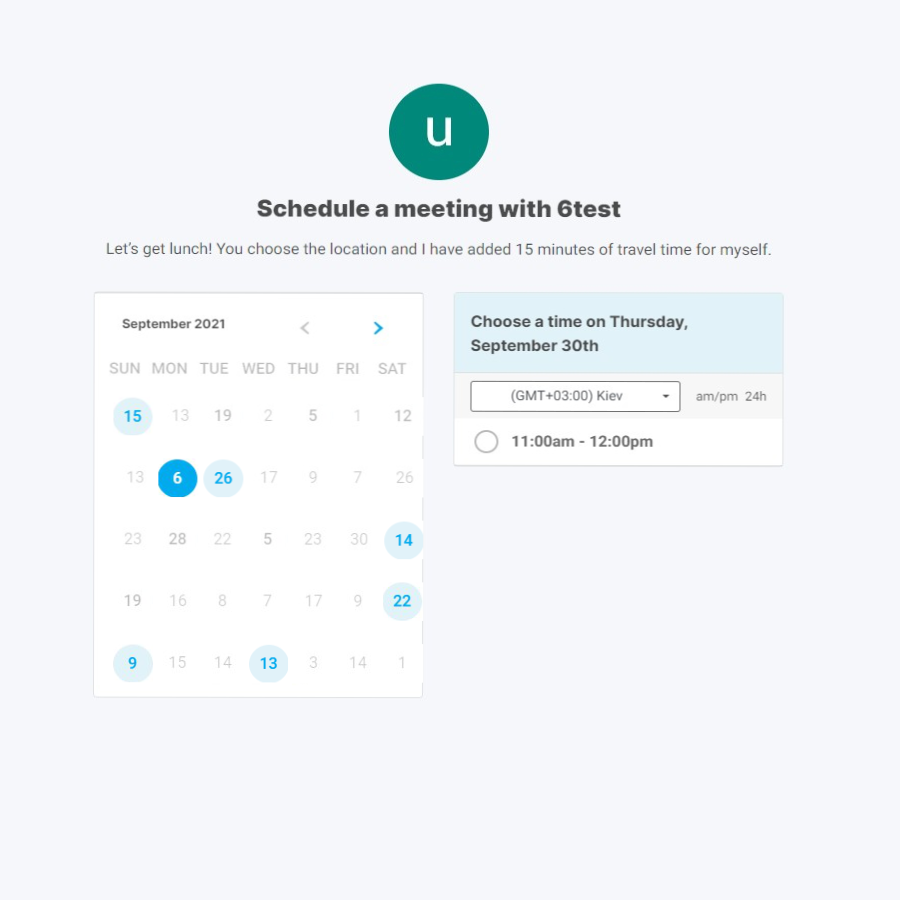 u
Schedule a meeting with 6test
Let's get lunch! You choose the location and I have added 15 minutes of travel time for myself.
September 2021
SUN MON TUE WED THU FRI SAT
15 13 19 2 5 1 12
13 6 26 17 9 7 26
23 28 22 5 23 30 14
19 16 8 7 17 9 22
9 15 14 13 3 14 1
Choose a time on Thursday,
September 30th
(GMT+03:00) Kiev am/pm 24h
11:00am - 12:00pm